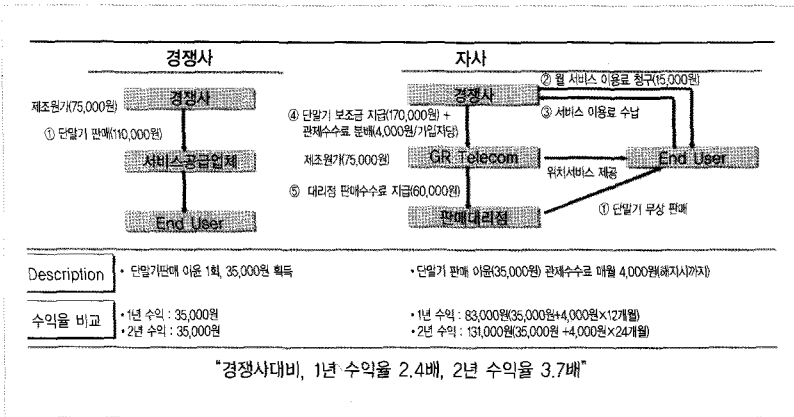 경쟁사
자사
제조원가(75,000원)
경쟁사
① 단말기 판매(110,000원)
서비스공급업체
End User
경쟁사
② 월 서비스 이용료 청구(15,000원)
③ 서비스 이용료 수납
④ 단말기 보조금 지급(170,000원) +
관제수수료 분배(4,000원/가입자당)
제조원가(75,000원)
GR Telecom
End User
위치서비스 제공
⑤ 대리점 판매수수료 지급(60,000원)
판매대리점
① 단말기 무상 판매
Description
• 단말기판매 이윤 1회, 35,000원 획득
• 단말기 판매 이윤(35,000원) 관제수수료 매월 4,000원(해지시까지)
수익율 비교
• 1년 수익 : 35,000원
• 2년 수익 : 35,000원
• 1년 수익 : 83,000원(35,000원+4,000원×12개월)
• 2년 수익 : 131,000원(35,000원 +4,000원×24개월)
"경쟁사대비, 1년 수익율 2.4배, 2년 수익율 3.7배"